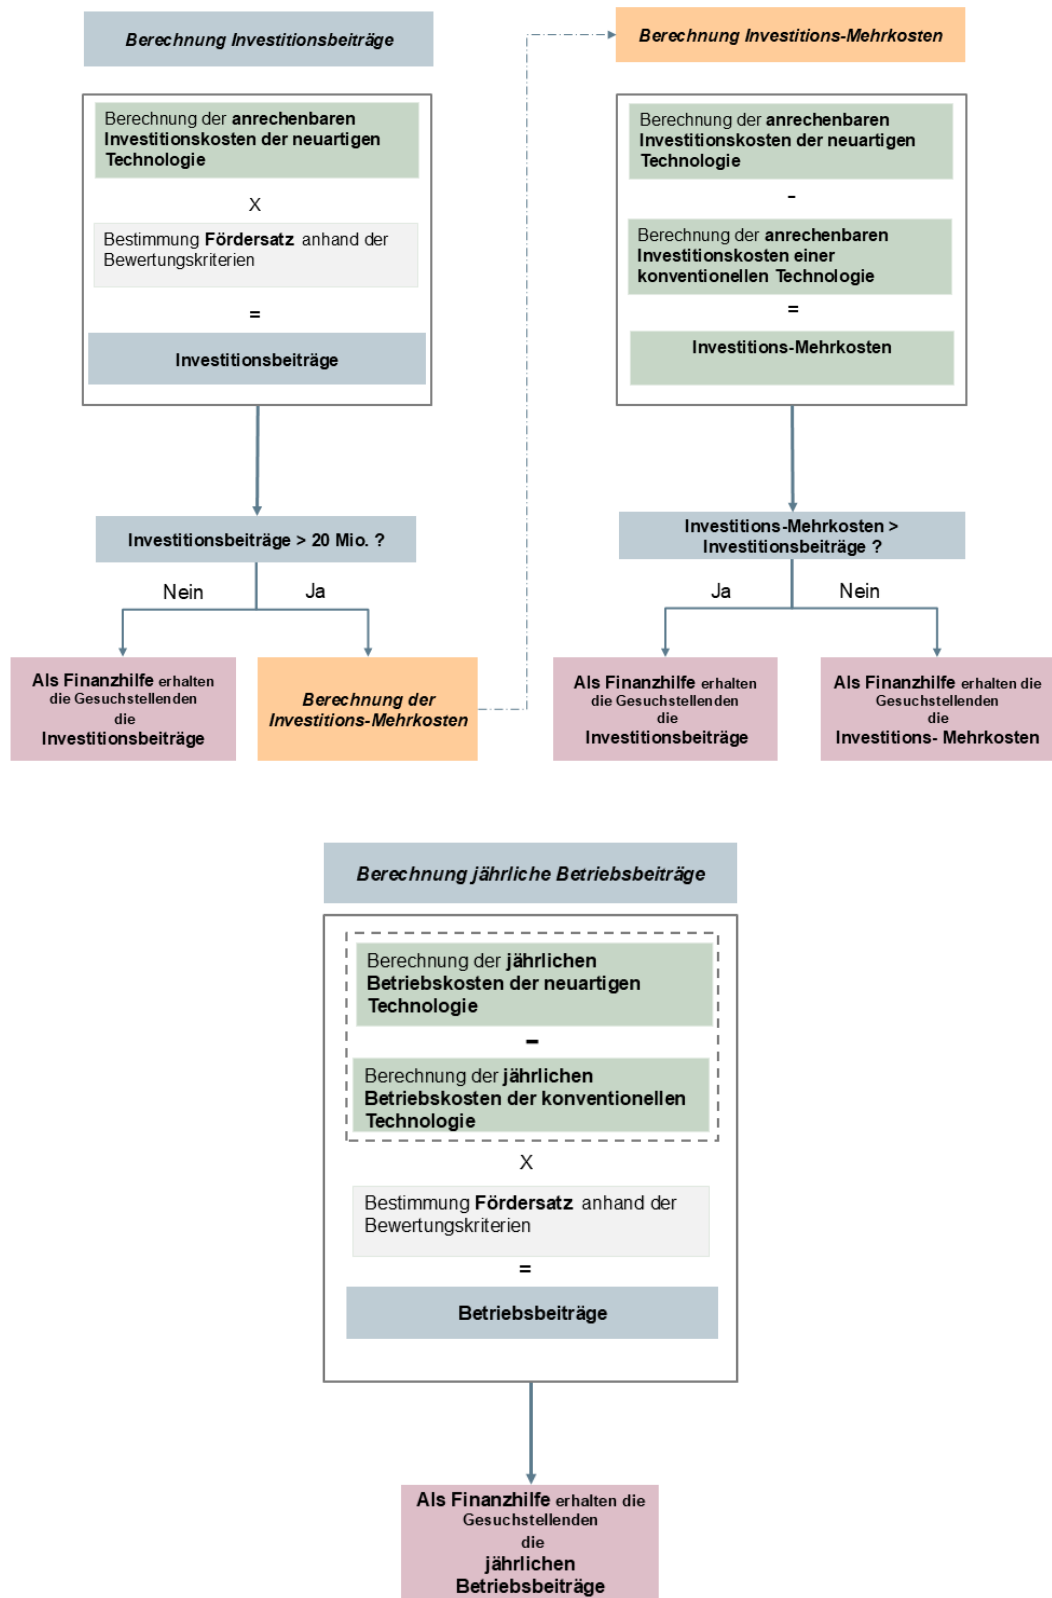 Berechnung Investitionsbeiträge
Berechnung der anrechenbaren
Investitionskosten der neuartigen
Technologie
X
Bestimmung Fördersatz anhand der
Bewertungskriterien
=
Investitionsbeiträge
Investitionsbeiträge > 20 Mio. ?
Nein
Ja
Als Finanzhilfe erhalten
die Gesuchstellenden
die
Investitionsbeiträge
Berechnung der
Investitions-Mehrkosten
Berechnung Investitions-Mehrkosten
Berechnung der anrechenbaren
Investitionskosten der neuartigen
Technologie
-
Berechnung der anrechenbaren
Investitionskosten einer
konventionellen Technologie
=
Investitions-Mehrkosten
Investitions-Mehrkosten >
Investitionsbeiträge ?
Ja
Nein
Als Finanzhilfe erhalten
die Gesuchstellenden
die
Investitionsbeiträge
Als Finanzhilfe erhalten die
Gesuchstellenden
die
Investitions- Mehrkosten
Berechnung jährliche Betriebsbeiträge
Berechnung der jährlichen
Betriebskosten der neuartigen
Technologie
-
Berechnung der jährlichen
Betriebskosten der konventionellen
Technologie
X
Bestimmung Fördersatz anhand der
Bewertungskriterien
=
Betriebsbeiträge
Als Finanzhilfe erhalten die
Gesuchstellenden
die
jährlichen
Betriebsbeiträge